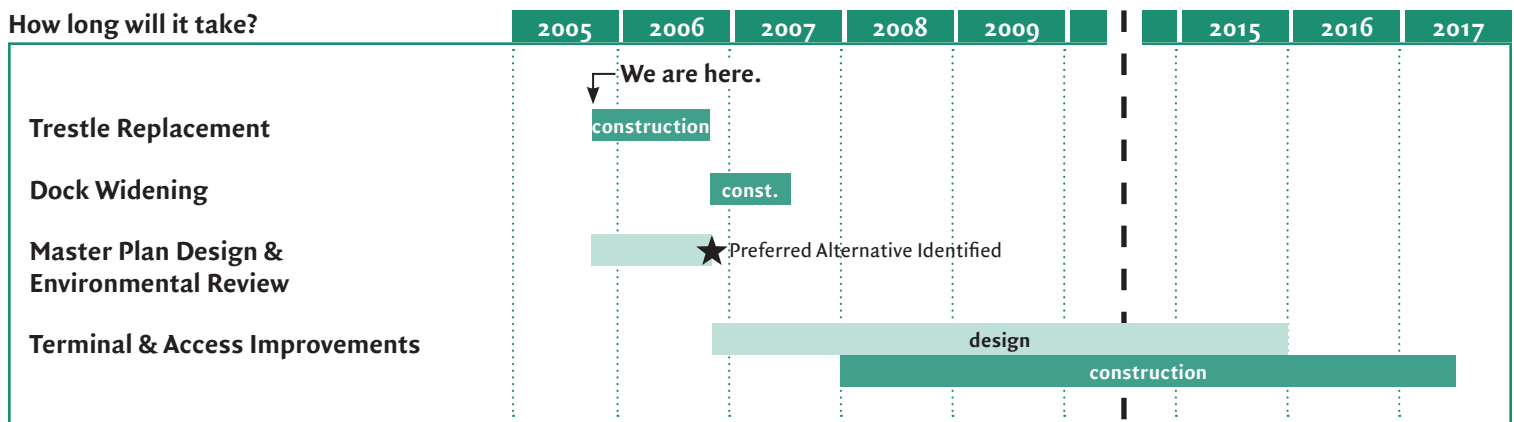 How long will it take?
2005 2006 2007 2008 2009 2015 2016 2017
We are here.
Trestle Replacement
construction
Dock Widening
const.
Master Plan Design &
Environmental Review
Preferred Alternative Identified
Terminal & Access Improvements
design
construction